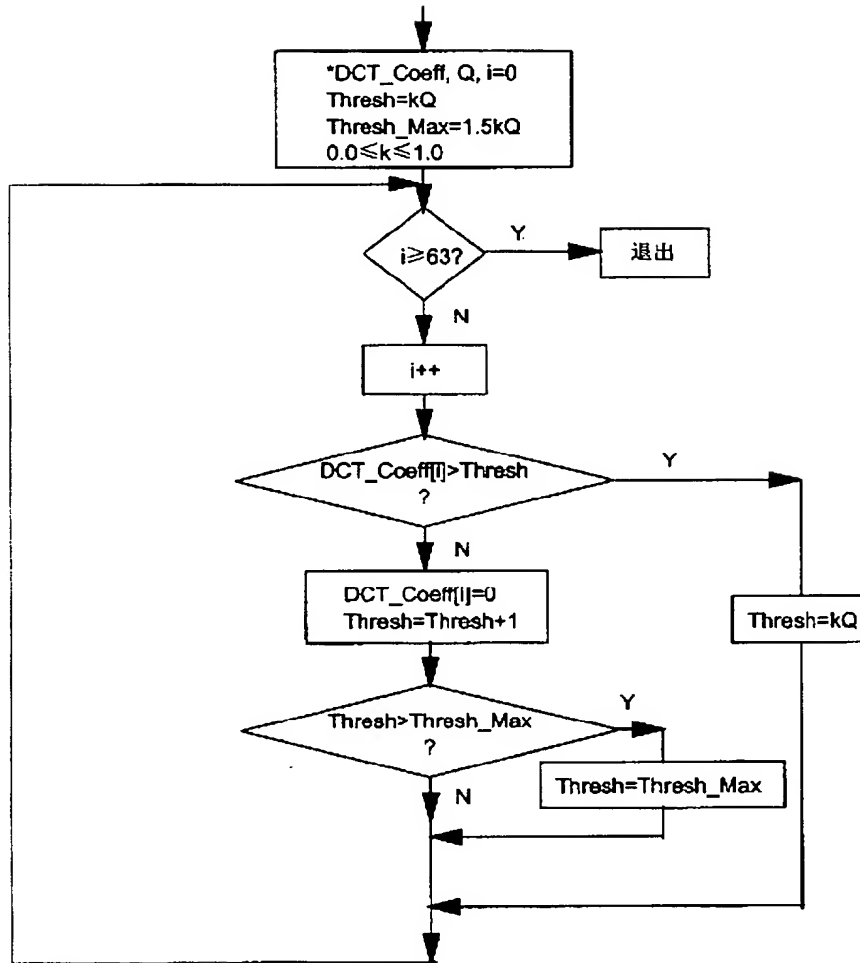 *DCT_Coeff, Q, i=0
Thresh=kQ
Thresh_Max=1.5kQ
0.0≤k≤1.0
i≥63?
Y
退出
N
i++
DCT_Coeff[i]>Thresh
?
Y
N
DCT_Coeff[i]=0
Thresh=Thresh+1
Thresh=kQ
Thresh>Thresh_Max
?
Y
Thresh=Thresh_Max
N